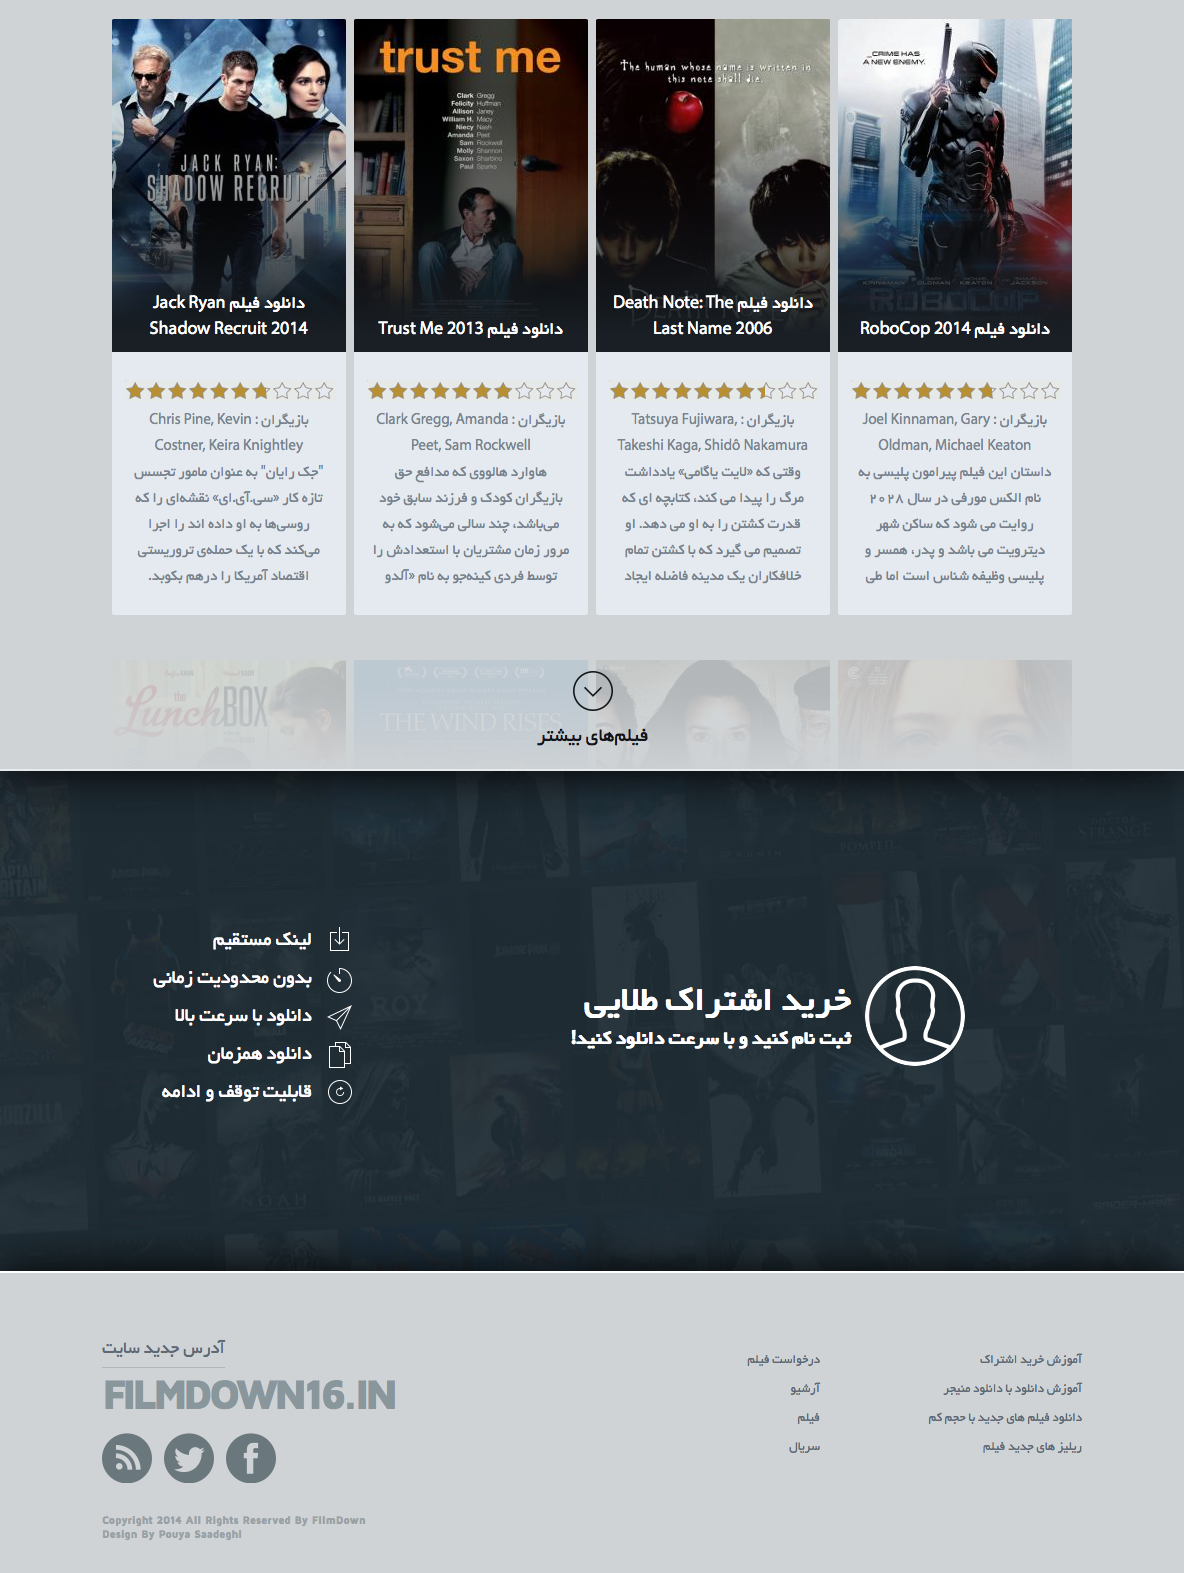 _CRIME HAS
A NEW ENEMY.
KINNAMAN OLDMAN KEATON JACKSON
ROBOCOP
دانلود فیلم RoboCop 2014
بازیگران : Joel Kinnaman, Gary
Oldman, Michael Keaton
داستان این فیلم پیرامون پلیسی به
نام الکس مورفی در سال ۲۰۲۸
روایت می شود که ساکن شهر
دیترویت می باشد و پدر، همسر و
پلیسی وظیفه شناس است اما طی
The human whose name is written in
this note shall die.
دانلود فیلم Death Note: The
Last Name 2006
بازیگران : Tatsuya Fujiwara,
Takeshi Kaga, Shidô Nakamura
وقتی که «لایت یاگامی» یادداشت
مرگ را پیدا می کند، کتابچه ای که
قدرت کشتن را به او می دهد. او
تصمیم می گیرد که با کشتن تمام
خلافکاران یک مدینه فاضله ایجاد
trust me
Clark Gregg
Felicity Huffman
Allison Janey
William H. Macy
Niecy Nash
Amanda Peet
Sam Rockwell
Molly Shannon
Saxon Sharbino
Paul Sparks
دانلود فیلم Trust Me 2013
بازیگران : Clark Gregg, Amanda
Peet, Sam Rockwell
هاوارد هالووی که مدافع حق
بازیگران کودک و فرزند سابق خود
می‌باشد، چند سالی می‌شود که به
مرور زمان مشتریان با استعدادش را
توسط فردی کینه‌جو به نام «آلدو
JACK RYAN:
SHADOW RECRUIT
دانلود فیلم Jack Ryan
Shadow Recruit 2014
بازیگران : Chris Pine, Kevin
Costner, Keira Knightley
"جک رایان" به عنوان مامور تجسس
تازه کار «سی.آی.ای» نقشه‌ای را که
روسی‌ها به او داده اند را اجرا
می‌کند که با یک حمله‌ی تروریستی
اقتصاد آمریکا را درهم بکوبد.
THE WIND RISES
the
LunchBOX
فیلم‌های بیشتر
خرید اشتراک طلایی
ثبت نام کنید و با سرعت دانلود کنید!
لینک مستقیم
بدون محدودیت زمانی
دانلود با سرعت بالا
دانلود همزمان
قابلیت توقف و ادامه
DOCTOR
STRANGE
POMPEII
ROY
GODZILLA
NOAH
آموزش خرید اشتراک
آموزش دانلود با دانلود منیجر
دانلود فیلم های جدید با حجم کم
ریلیز های جدید فیلم
درخواست فیلم
آرشیو
فیلم
سریال
آدرس جدید سایت
FILMDOWN16.IN
Copyright 2014 All Rights Reserved By FilmDown
Design By Pouya Saadeghi